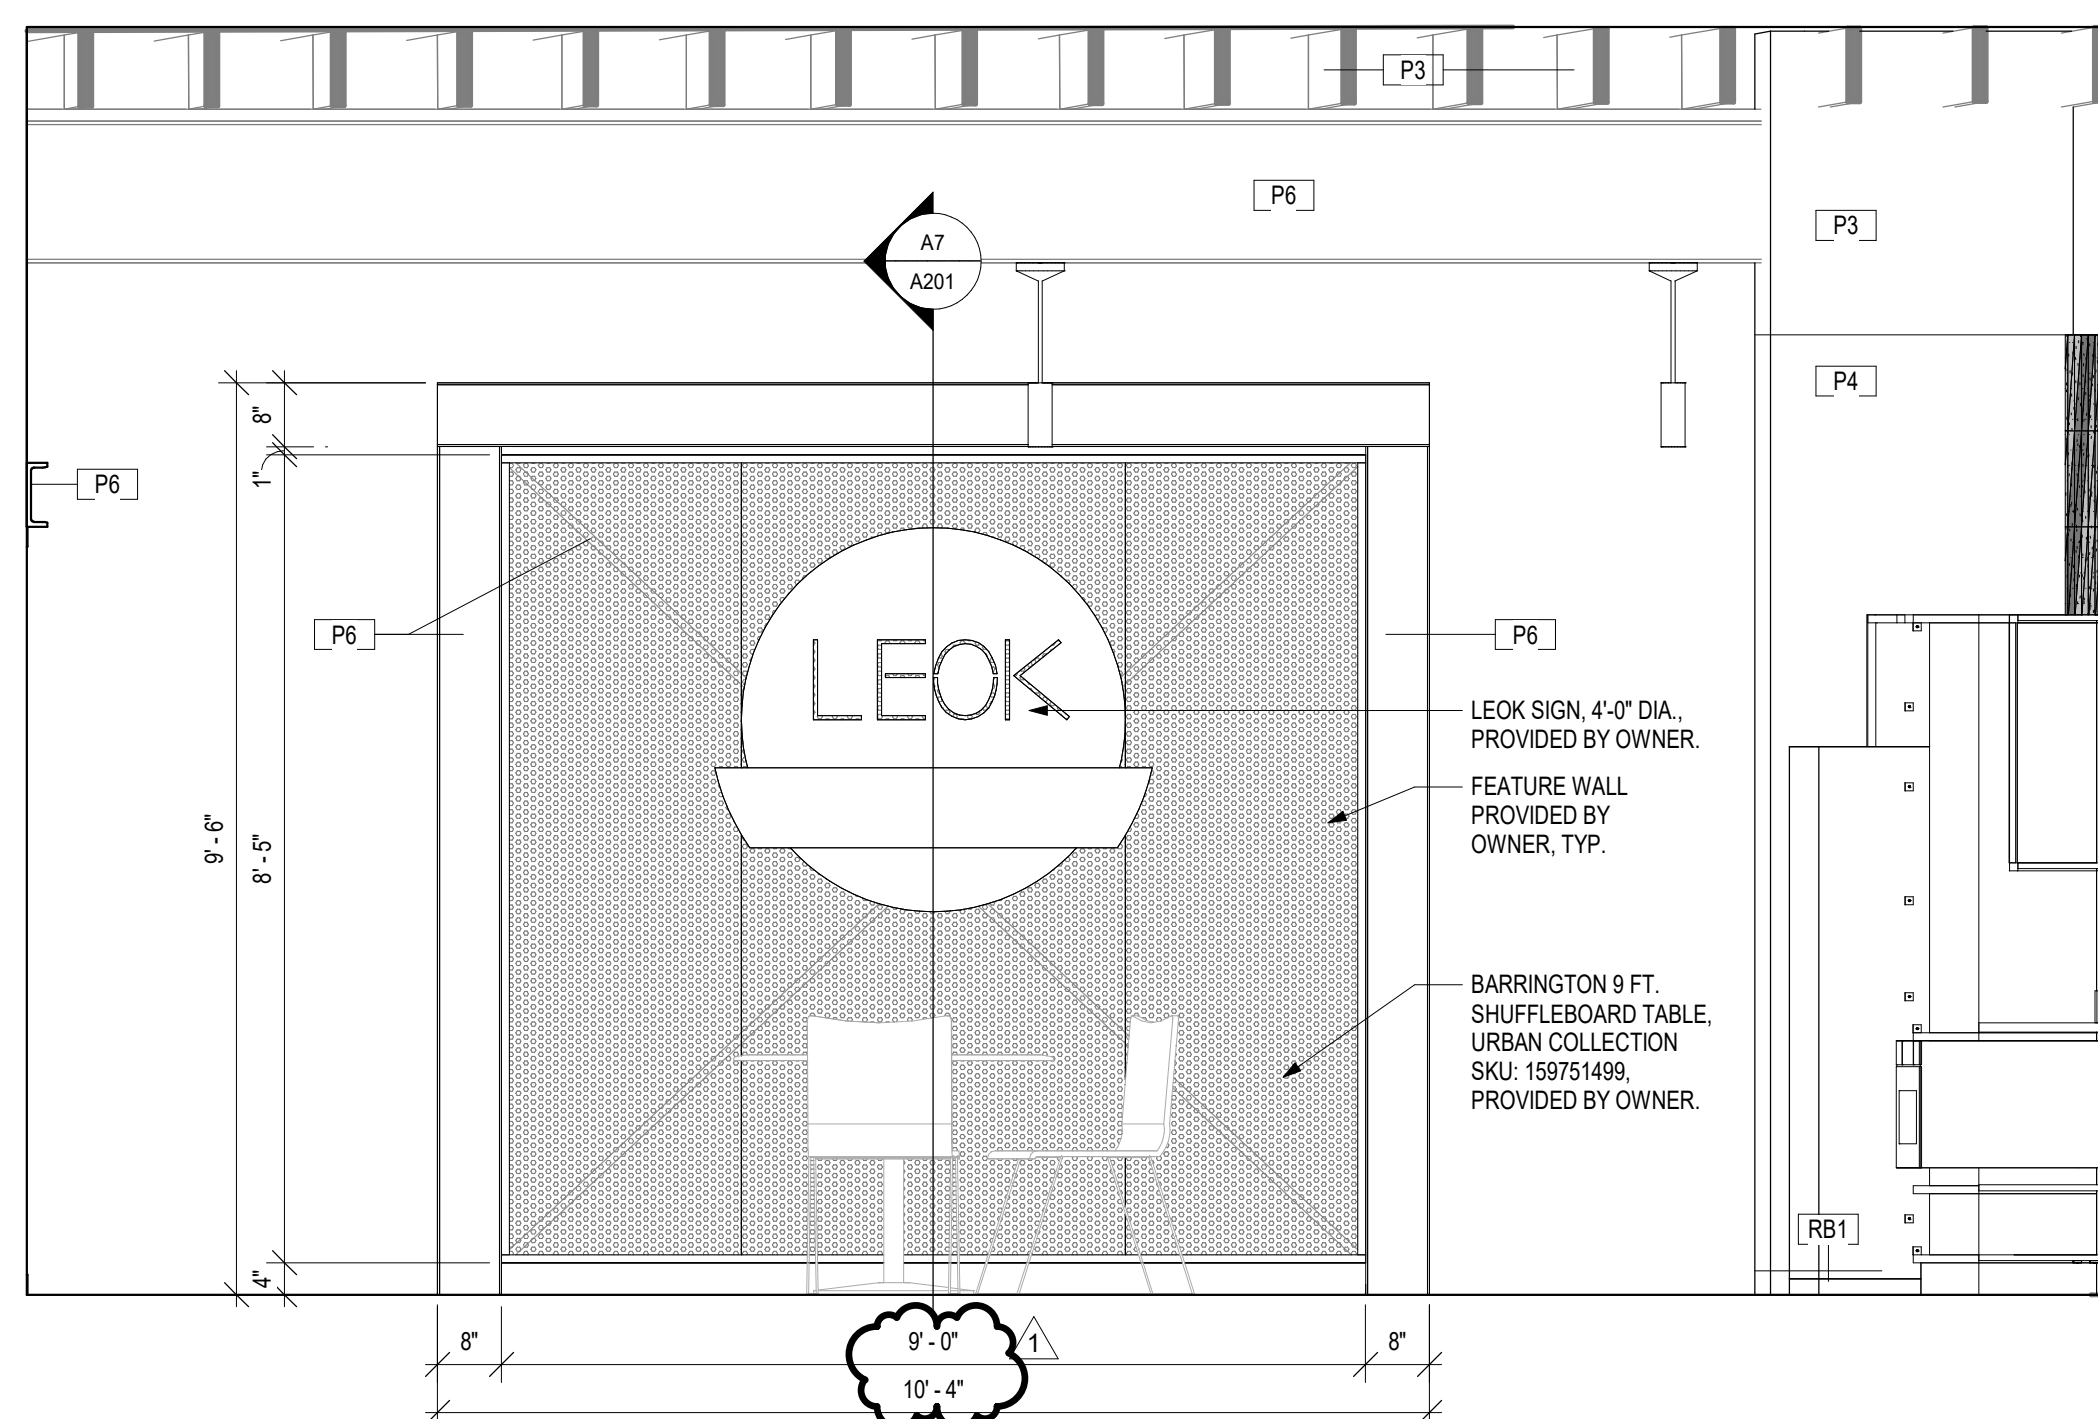 P3
P6
P3
A7
A201
P4
8"
1"
P6
P6
P6
LEOK
LEOK SIGN, 4'-0" DIA.,
PROVIDED BY OWNER.
FEATURE WALL
PROVIDED BY
OWNER, TYP.
9' - 6"
8' - 5"
BARRINGTON 9 FT.
SHUFFLEBOARD TABLE,
URBAN COLLECTION
SKU: 159751499,
PROVIDED BY OWNER.
RB1
4"
8"
9' - 0"
1
8"
10' - 4"